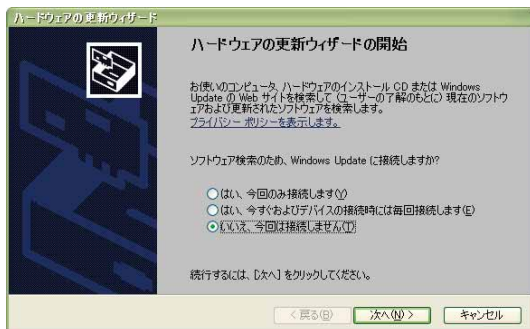 ハードウェアの更新ウィザード
ハードウェアの更新ウィザードの開始
お使いのコンピュータ、ハードウェアのインストール CD または Windows
Update の Web サイトを検索して (ユーザーの了解のもとに) 現在のソフトウ
ェアおよび更新されたソフトウェアを検索します。
プライバシー ポリシーを表示します。
ソフトウェア検索のため、Windows Update に接続しますか?
はい、今回のみ接続します(Y)
はい、今すぐおよびデバイスの接続時には毎回接続します(E)
いいえ、今回は接続しません(T)
続行するには、[次へ] をクリックしてください。
< 戻る(B) 次へ(N) > キャンセル